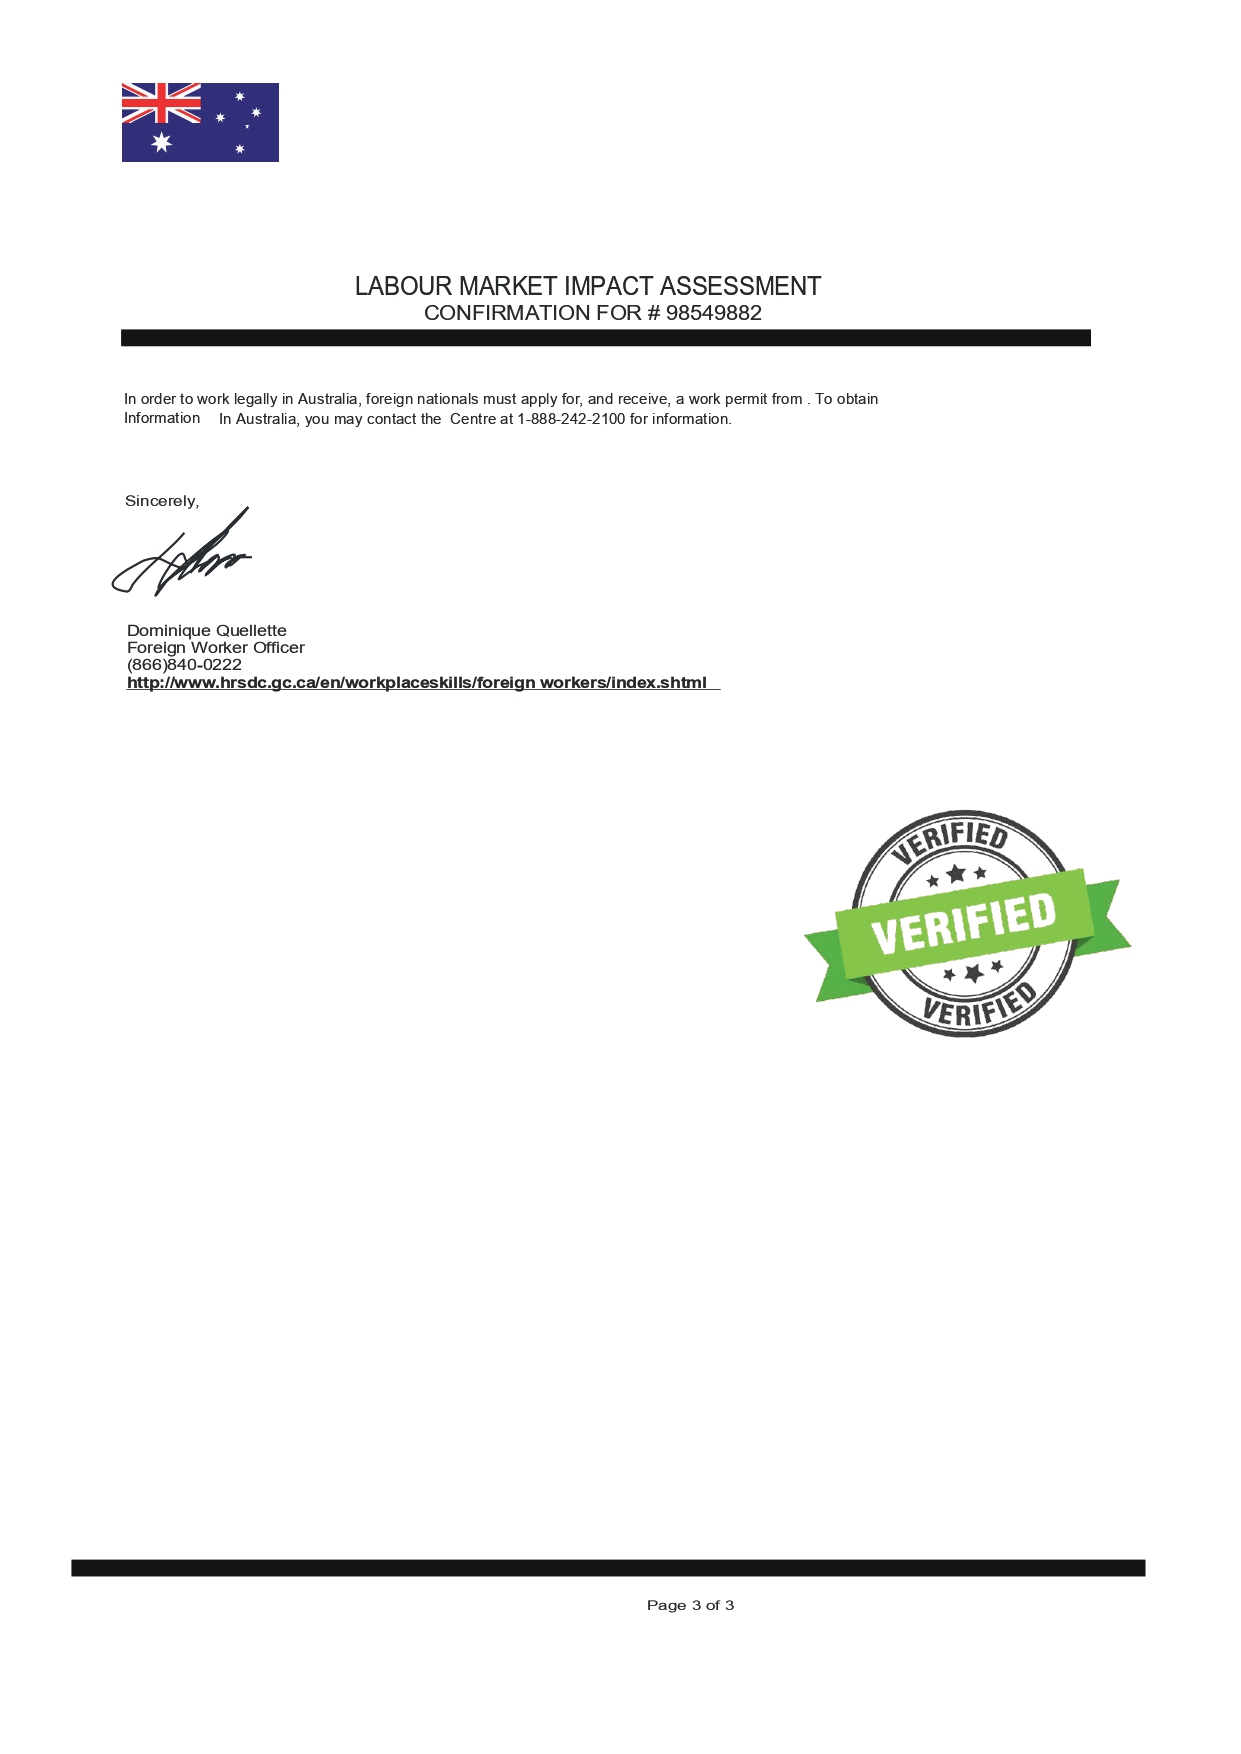 LABOUR MARKET IMPACT ASSESSMENT
CONFIRMATION FOR # 98549882
In order to work legally in Australia, foreign nationals must apply for, and receive, a work permit from . To obtain
Information In Australia, you may contact the Centre at 1-888-242-2100 for information.
Sincerely,
Dominique Quellette
Foreign Worker Officer
(866)840-0222
http://www.hrsdc.gc.ca/en/workplaceskills/foreign workers/index.shtml
VERIFIED
VERIFIED
VERIFIED
Page 3 of 3